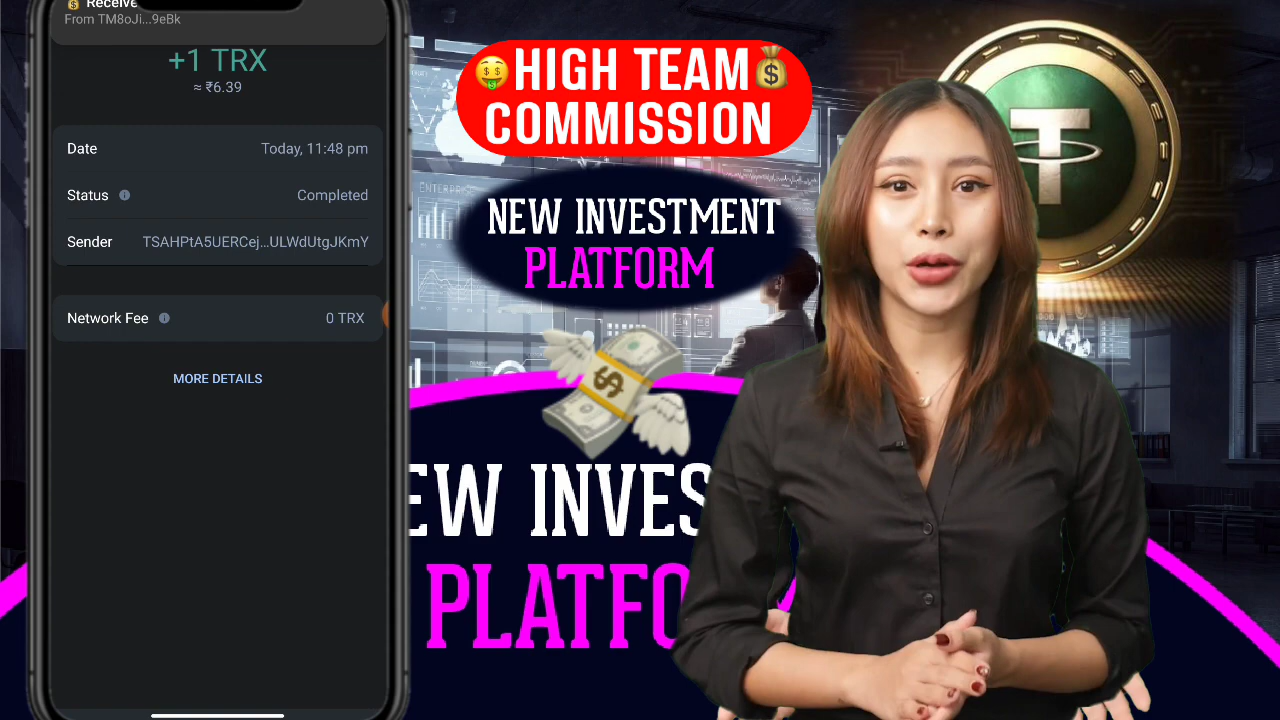 Receive
From TM8oJi...9eBk
+1 TRX
≈ ₹6.39
Date
Today, 11:48 pm
Status
Completed
Sender
TSAHPtA5UERCej...ULWdUtgJKmY
Network Fee
0 TRX
MORE DETAILS
HIGH TEAM
COMMISSION
NEW INVESTMENT
PLATFORM
EW INVES
PLATFO
ENTERPRISE